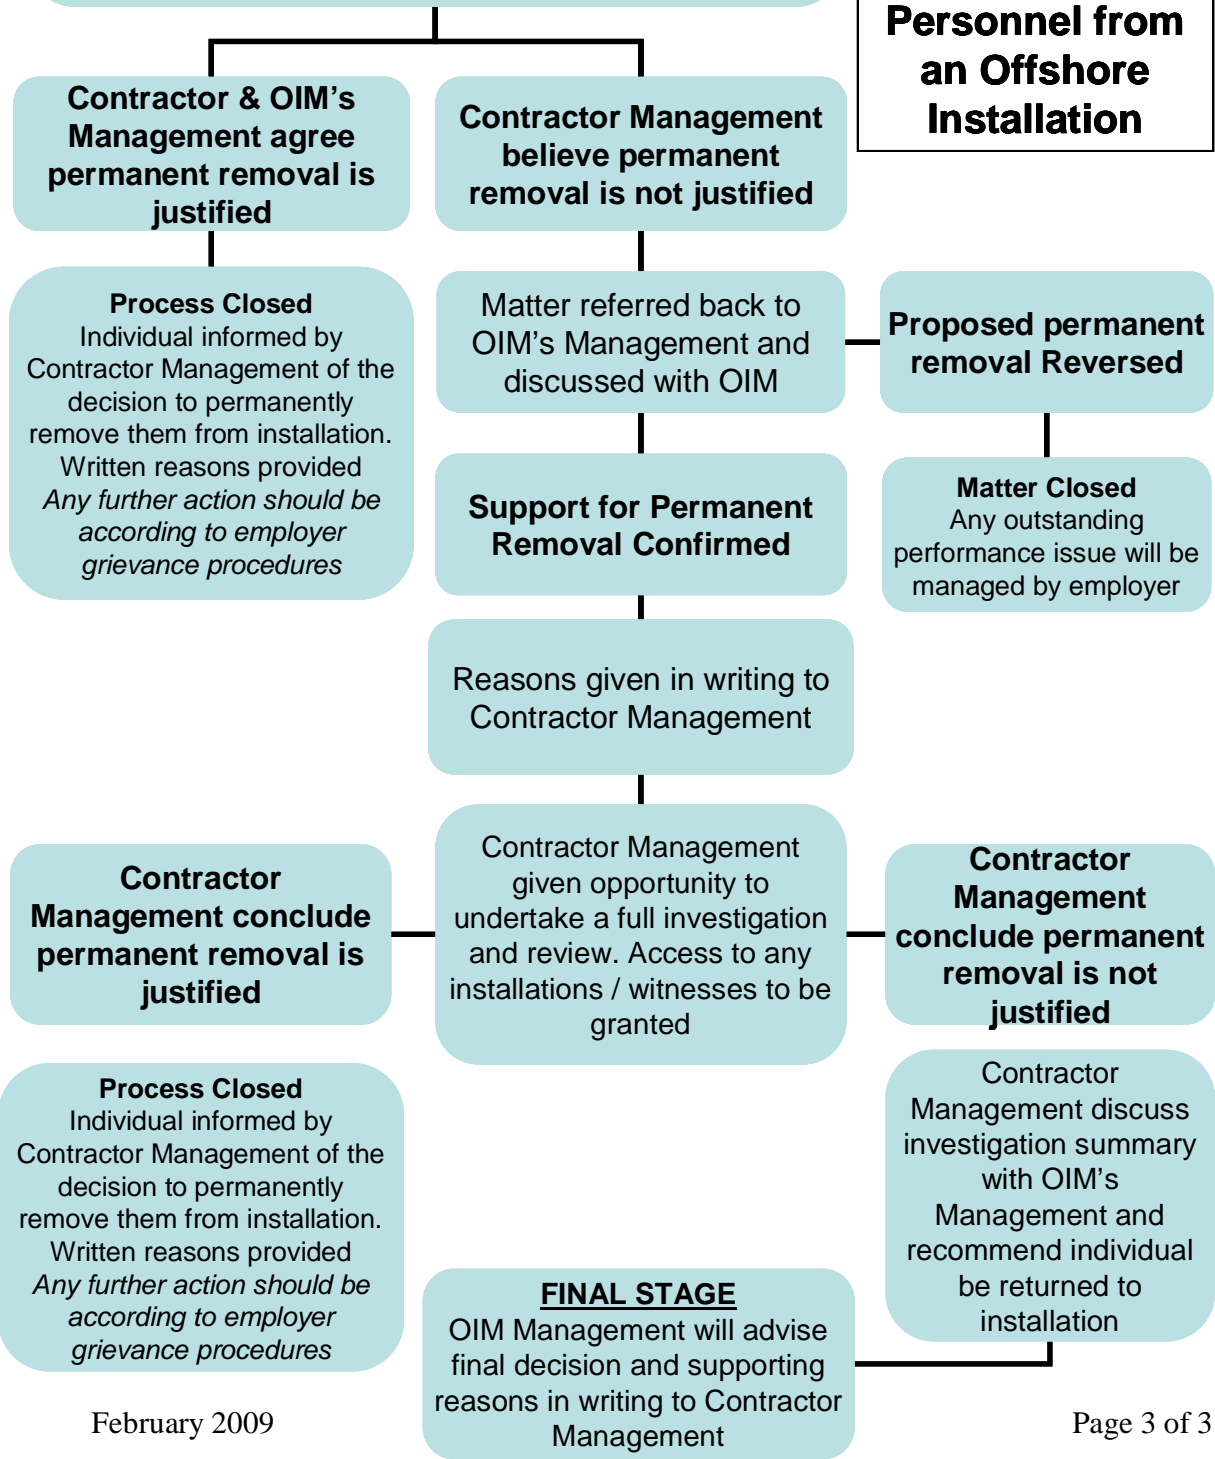 Personnel from
an Offshore
Installation
Contractor & OIM’s
Management agree
permanent removal is
justified
Contractor Management
believe permanent
removal is not justified
Process Closed
Individual informed by
Contractor Management of the
decision to permanently
remove them from installation.
Written reasons provided
Any further action should be
according to employer
grievance procedures
Matter referred back to
OIM’s Management and
discussed with OIM
Proposed permanent
removal Reversed
Support for Permanent
Removal Confirmed
Matter Closed
Any outstanding
performance issue will be
managed by employer
Reasons given in writing to
Contractor Management
Contractor
Management conclude
permanent removal is
justified
Contractor Management
given opportunity to
undertake a full investigation
and review. Access to any
installations / witnesses to be
granted
Contractor
Management
conclude permanent
removal is not
justified
Process Closed
Individual informed by
Contractor Management of the
decision to permanently
remove them from installation.
Written reasons provided
Any further action should be
according to employer
grievance procedures
Contractor
Management discuss
investigation summary
with OIM’s
Management and
recommend individual
be returned to
installation
FINAL STAGE
OIM Management will advise
final decision and supporting
reasons in writing to Contractor
Management
February 2009
Page 3 of 3